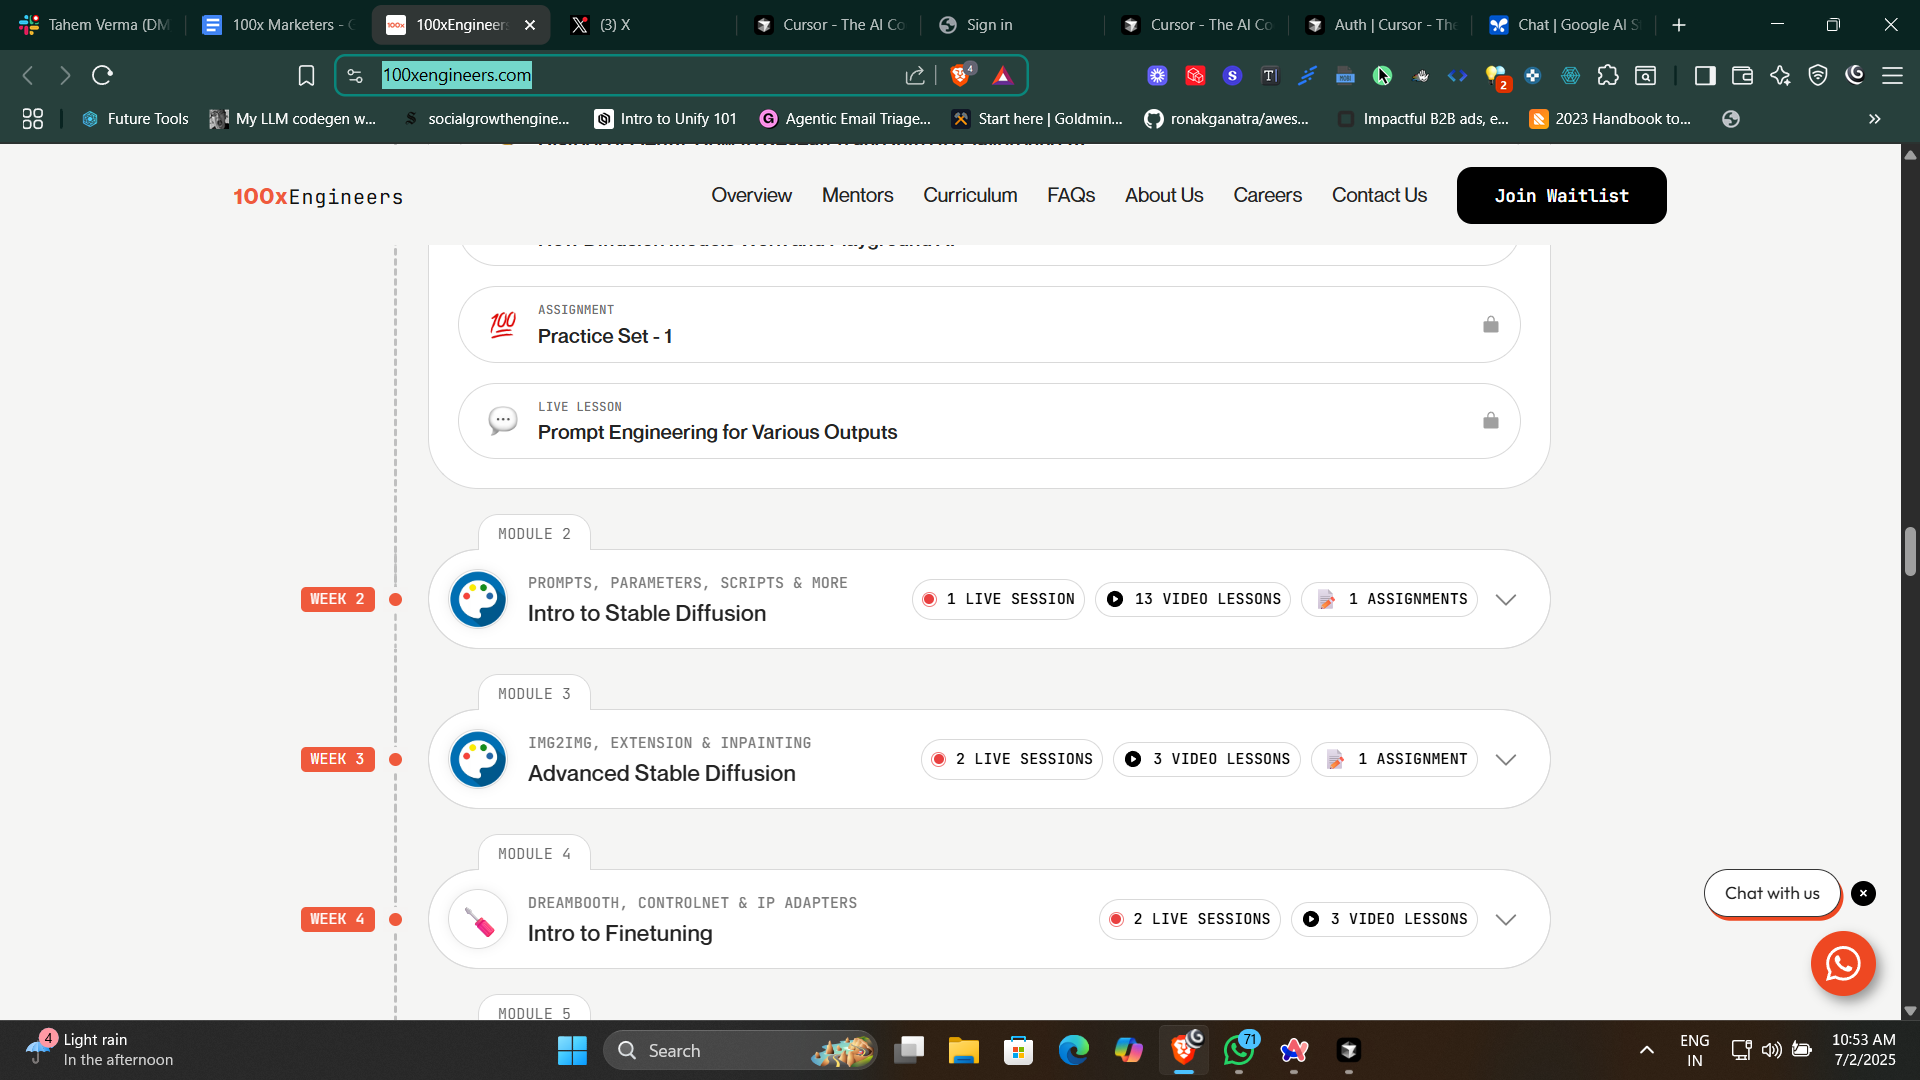 Tahem Verma (DM
100x Marketers -
100xEngineers
(3) X
Cursor - The AI Co
Sign in
Cursor - The AI Co
Auth | Cursor - The
Chat | Google AI S
100xengineers.com
4
2
Future Tools
My LLM codegen w...
socialgrowthengine...
Intro to Unify 101
Agentic Email Triage...
Start here | Goldmin...
ronakganatra/awes...
Impactful B2B ads, e...
2023 Handbook to...
100xEngineers
Overview
Mentors
Curriculum
FAQs
About Us
Careers
Contact Us
Join Waitlist
ASSIGNMENT
Practice Set - 1
LIVE LESSON
Prompt Engineering for Various Outputs
MODULE 2
WEEK 2
PROMPTS, PARAMETERS, SCRIPTS & MORE
Intro to Stable Diffusion
1 LIVE SESSION
13 VIDEO LESSONS
1 ASSIGNMENTS
MODULE 3
WEEK 3
IMG2IMG, EXTENSION & INPAINTING
Advanced Stable Diffusion
2 LIVE SESSIONS
3 VIDEO LESSONS
1 ASSIGNMENT
MODULE 4
WEEK 4
DREAMBOOTH, CONTROLNET & IP ADAPTERS
Intro to Finetuning
2 LIVE SESSIONS
3 VIDEO LESSONS
MODULE 5
Chat with us
4
Light rain
In the afternoon
Search
71
ENG
IN
10:53 AM
7/2/2025